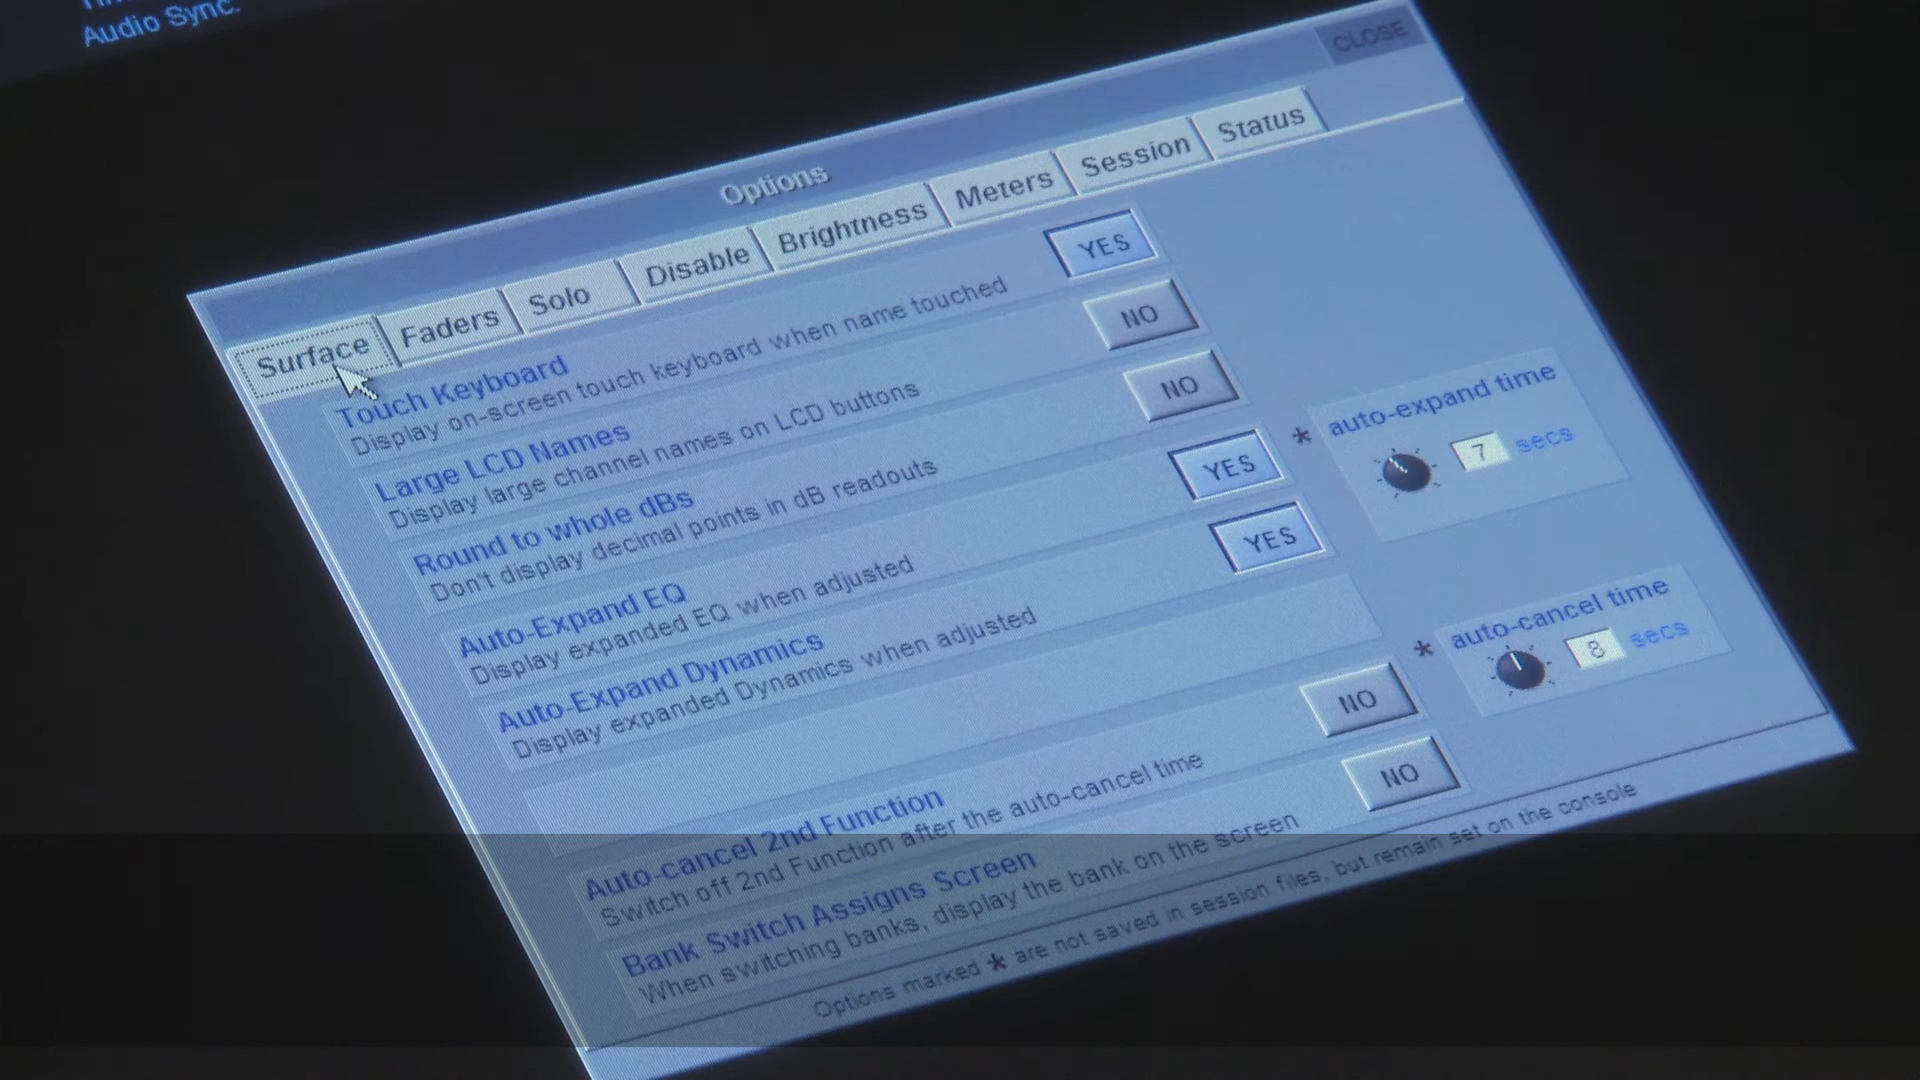 Audio Sync:
CLOSE
Options
Surface
Faders
Solo
Disable
Brightness
Meters
Session
Status
Touch Keyboard
Display on-screen touch keyboard when name touched
YES
Large LCD Names
Display large channel names on LCD buttons
NO
Round to whole dBs
Don't display decimal points in dB readouts
NO
Auto-Expand EQ
Display expanded EQ when adjusted
YES
* auto-expand time
7 secs
Auto-Expand Dynamics
Display expanded Dynamics when adjusted
YES
Auto-cancel 2nd Function
Switch off 2nd Function after the auto-cancel time
NO
* auto-cancel time
8 secs
Bank Switch Assigns Screen
When switching banks, display the bank on the screen
NO
Options marked * are not saved in session files, but remain set on the console